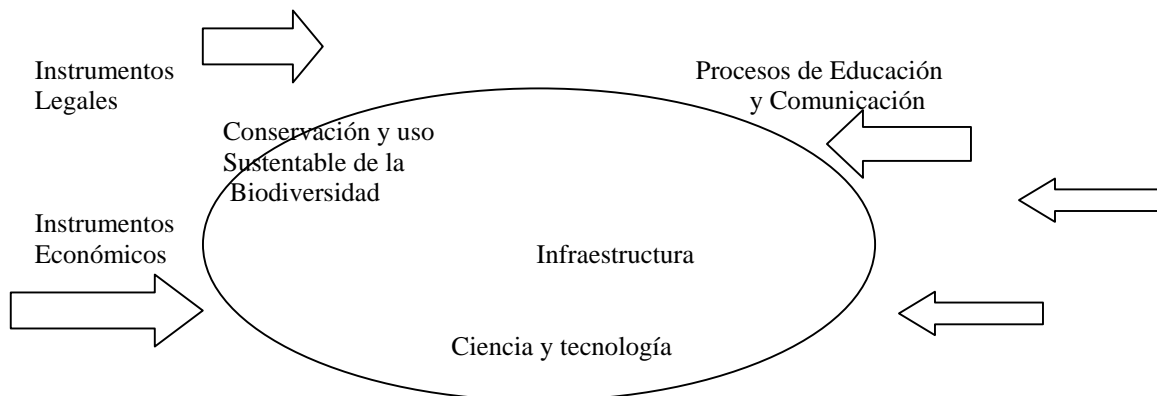 Instrumentos
Legales
Procesos de Educación
y Comunicación
Conservación y uso
Sustentable de la
Biodiversidad
Instrumentos
Económicos
Infraestructura
Ciencia y tecnología